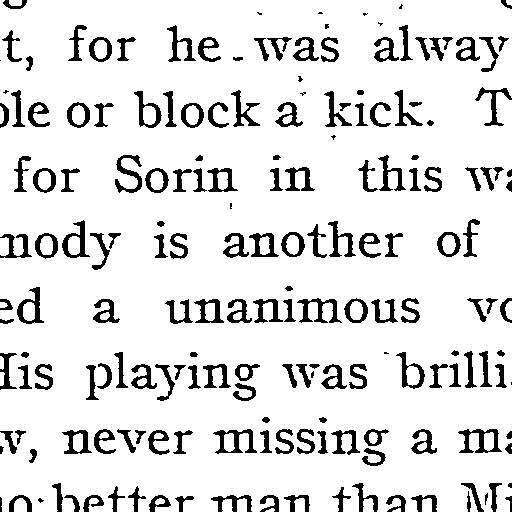 t, for he was alway
ble or block a kick. T
for Sorin in this wa
mody is another of
ed a unanimous vo
His playing was brilli
w, never missing a ma
no better man than Mi